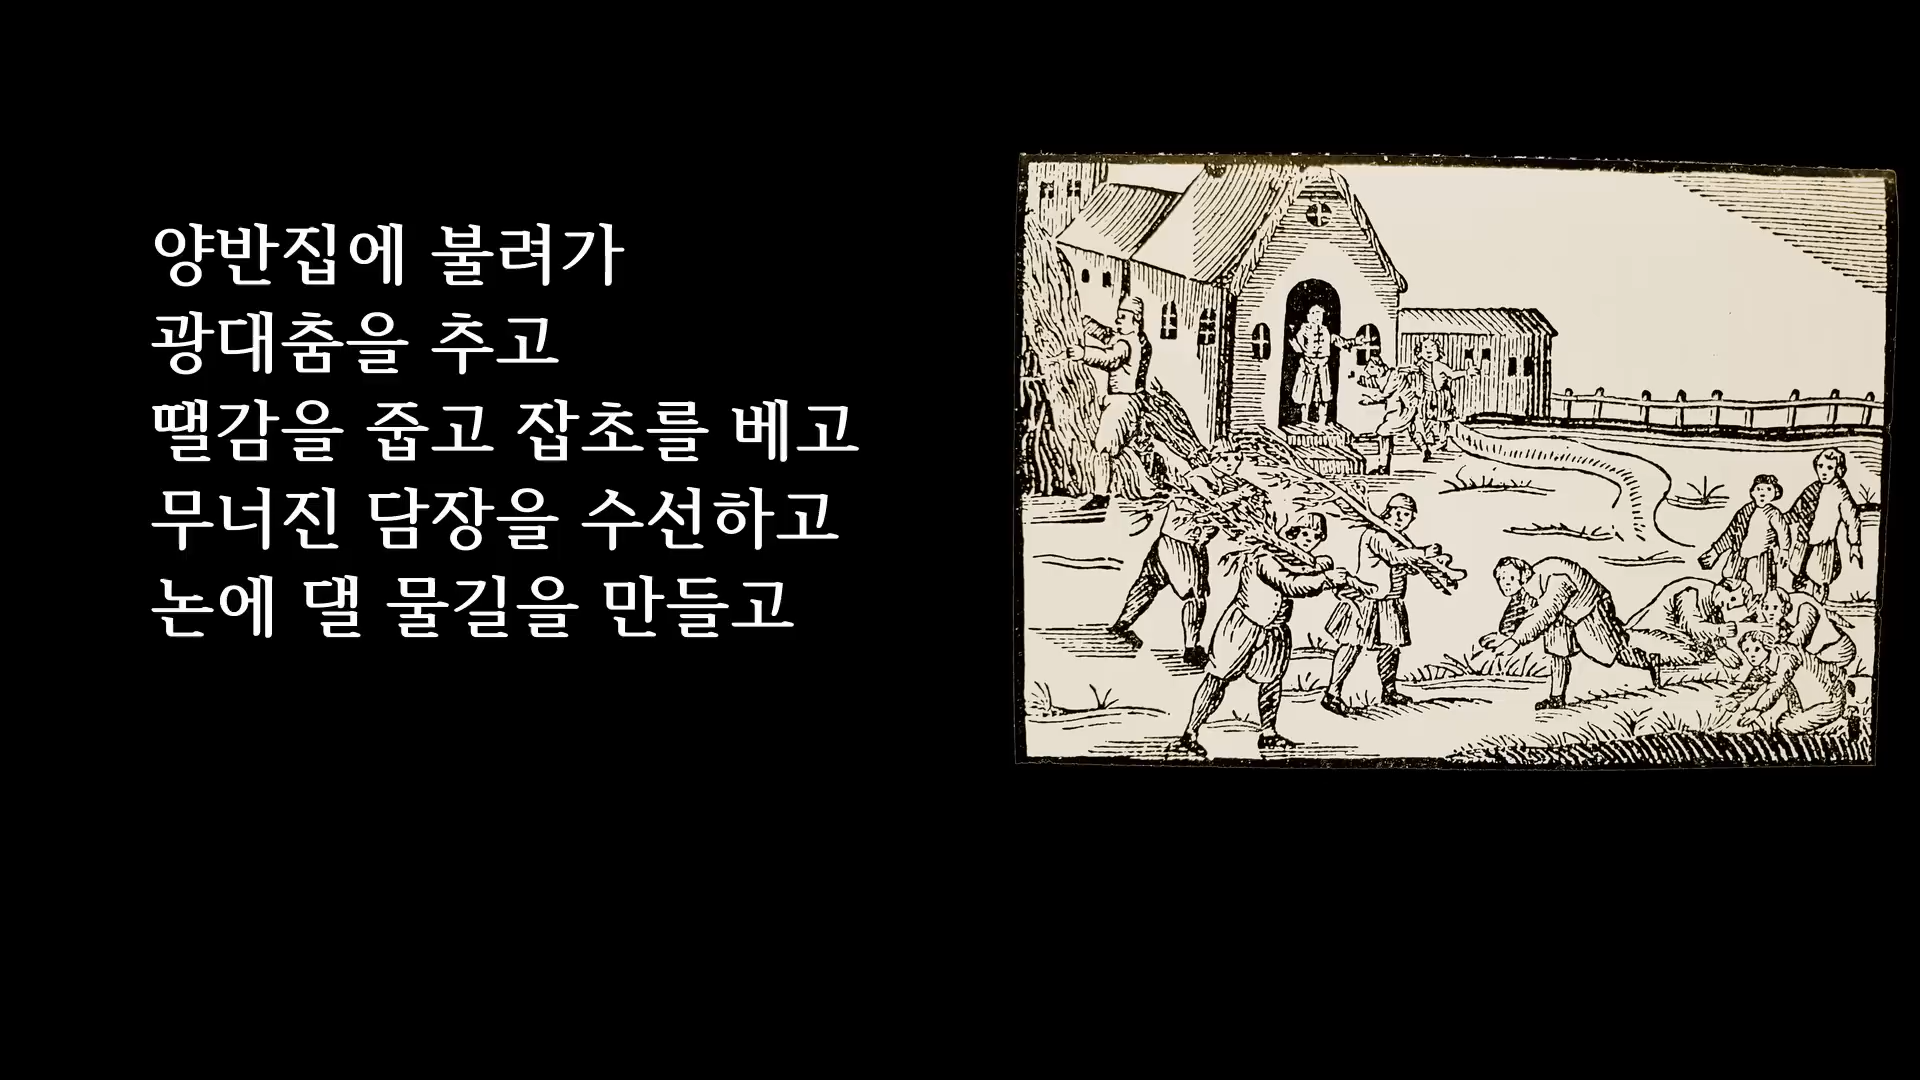 양반집에 불려가
광대춤을 추고
땔감을 줍고 잡초를 베고
무너진 담장을 수선하고
논에 댈 물길을 만들고